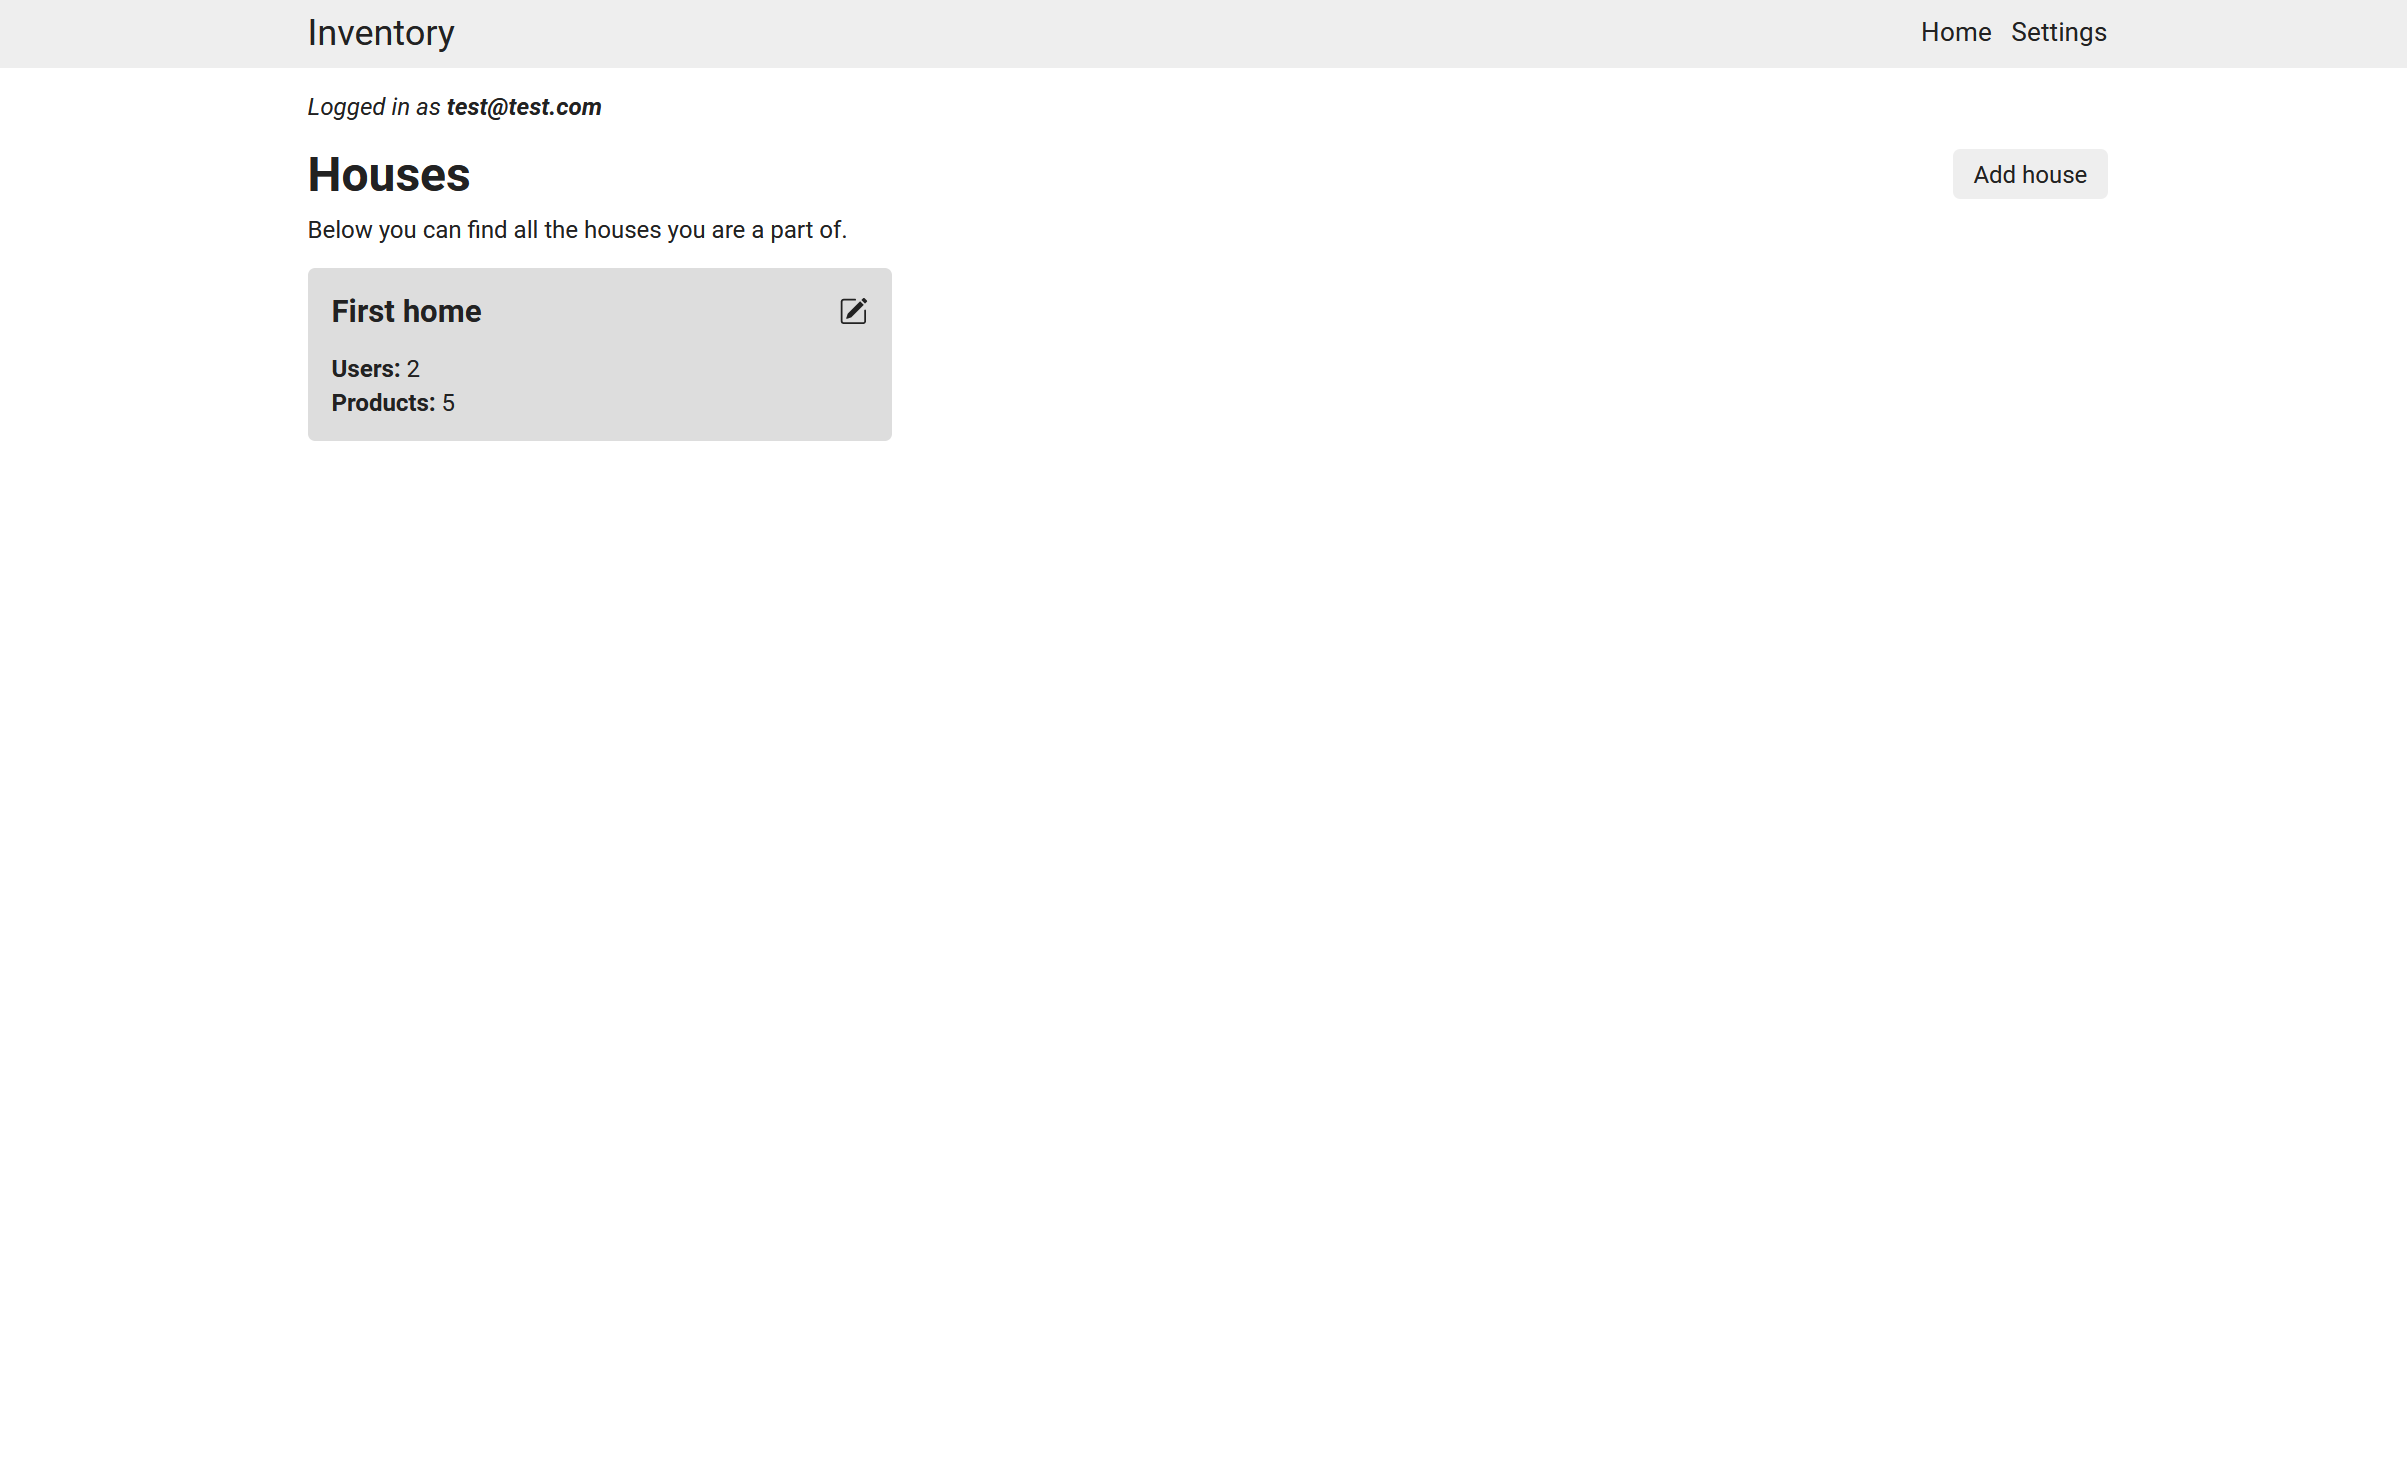 Inventory Home Settings
Logged in as test@test.com
Houses Add house
Below you can find all the houses you are a part of.
First home
Users: 2
Products: 5